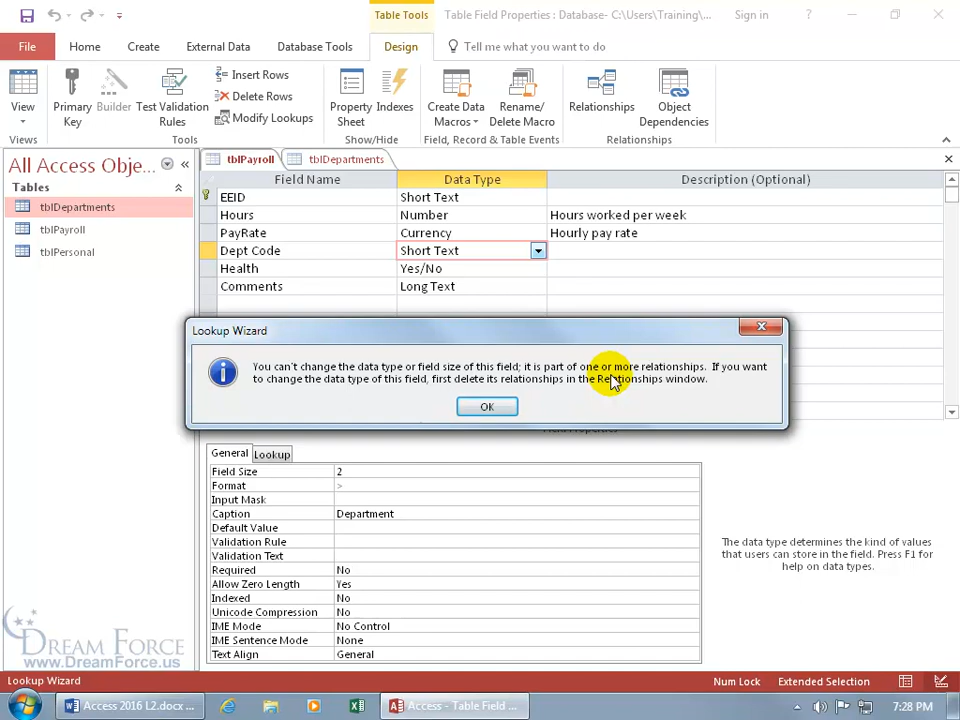 Table Tools
Table Field Properties : Database- C:\Users\Training\...
Sign in
File
Home
Create
External Data
Database Tools
Design
Tell me what you want to do
View
Primary Key
Builder
Test Validation Rules
Insert Rows
Delete Rows
Modify Lookups
Property Sheet
Indexes
Create Data Macros
Rename/ Delete Macro
Relationships
Object Dependencies
Views
Tools
Show/Hide
Field, Record & Table Events
Relationships
All Access Obje...
Tables
tblDepartments
tblPayroll
tblPersonal
tblPayroll
tblDepartments
Field Name
Data Type
Description (Optional)
EEID
Short Text
Hours
Number
Hours worked per week
PayRate
Currency
Hourly pay rate
Dept Code
Short Text
Health
Yes/No
Comments
Long Text
Lookup Wizard
You can't change the data type or field size of this field; it is part of one or more relationships. If you want
to change the data type of this field, first delete its relationships in the Relationships window.
OK
Field Properties
General
Lookup
Field Size
2
Format
>
Input Mask
Caption
Department
Default Value
Validation Rule
Validation Text
Required
No
Allow Zero Length
Yes
Indexed
No
Unicode Compression
No
IME Mode
No Control
IME Sentence Mode
None
Text Align
General
The data type determines the kind of values
that users can store in the field. Press F1 for
help on data types.
DREAM FORCE
www.DreamForce.us
Lookup Wizard
Num Lock
Extended Selection
Access 2016 L2.docx ...
Access - Table Field ...
7:28 PM